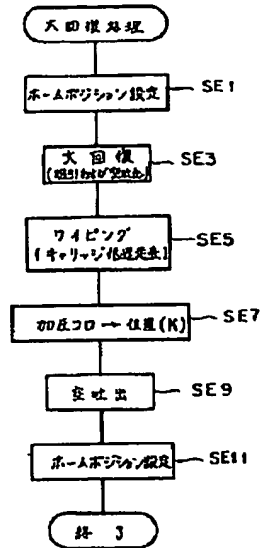 大回復処理
ホームポジション設定
SE1
大回復
(吸引および空吐出)
SE3
ワイピング
(キャリッジ低速走査)
SE5
加圧コロ→位置(K)
SE7
空吐出
SE9
ホームポジション設定
SE11
終了